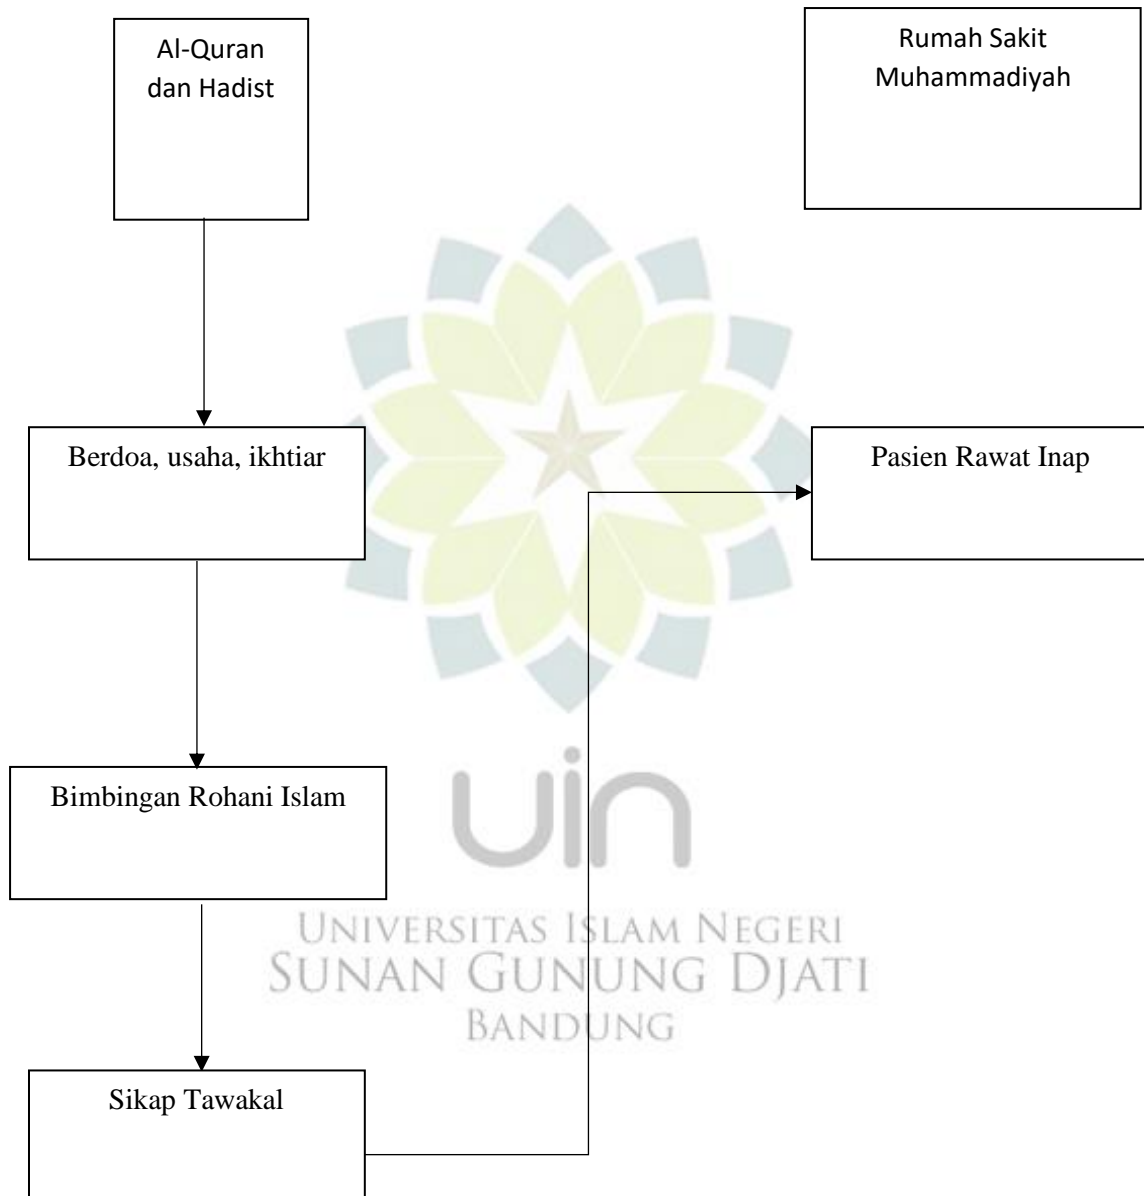 Al-Quran
dan Hadist
Rumah Sakit
Muhammadiyah
Berdoa, usaha, ikhtiar
Pasien Rawat Inap
Bimbingan Rohani Islam
uin
UNIVERSITAS ISLAM NEGERI
SUNAN GUNUNG DJATI
BANDUNG
Sikap Tawakal